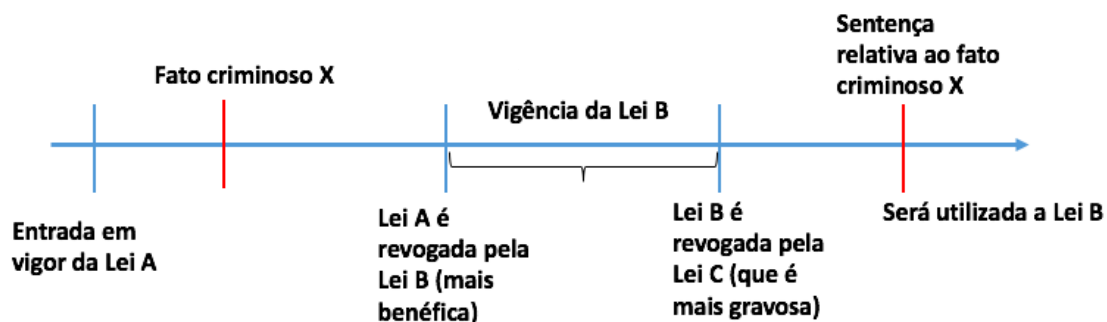 Sentença
relativa ao fato
criminoso X
Fato criminoso X
Vigência da Lei B
Entrada em
vigor da Lei A
Lei A é
revogada pela
Lei B (mais
benéfica)
Lei B é
revogada pela
Lei C (que é
mais gravosa)
Será utilizada a Lei B